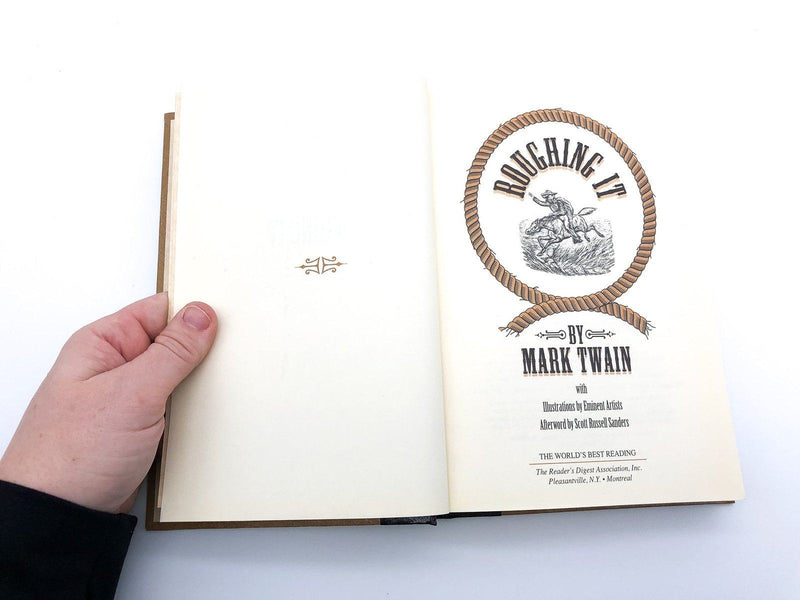 ROUGHING IT
BY
MARK TWAIN
with
Illustrations by Eminent Artists
Afterword by Scott Russell Sanders
THE WORLD'S BEST READING
The Reader's Digest Association, Inc.
Pleasantville, N.Y. • Montreal